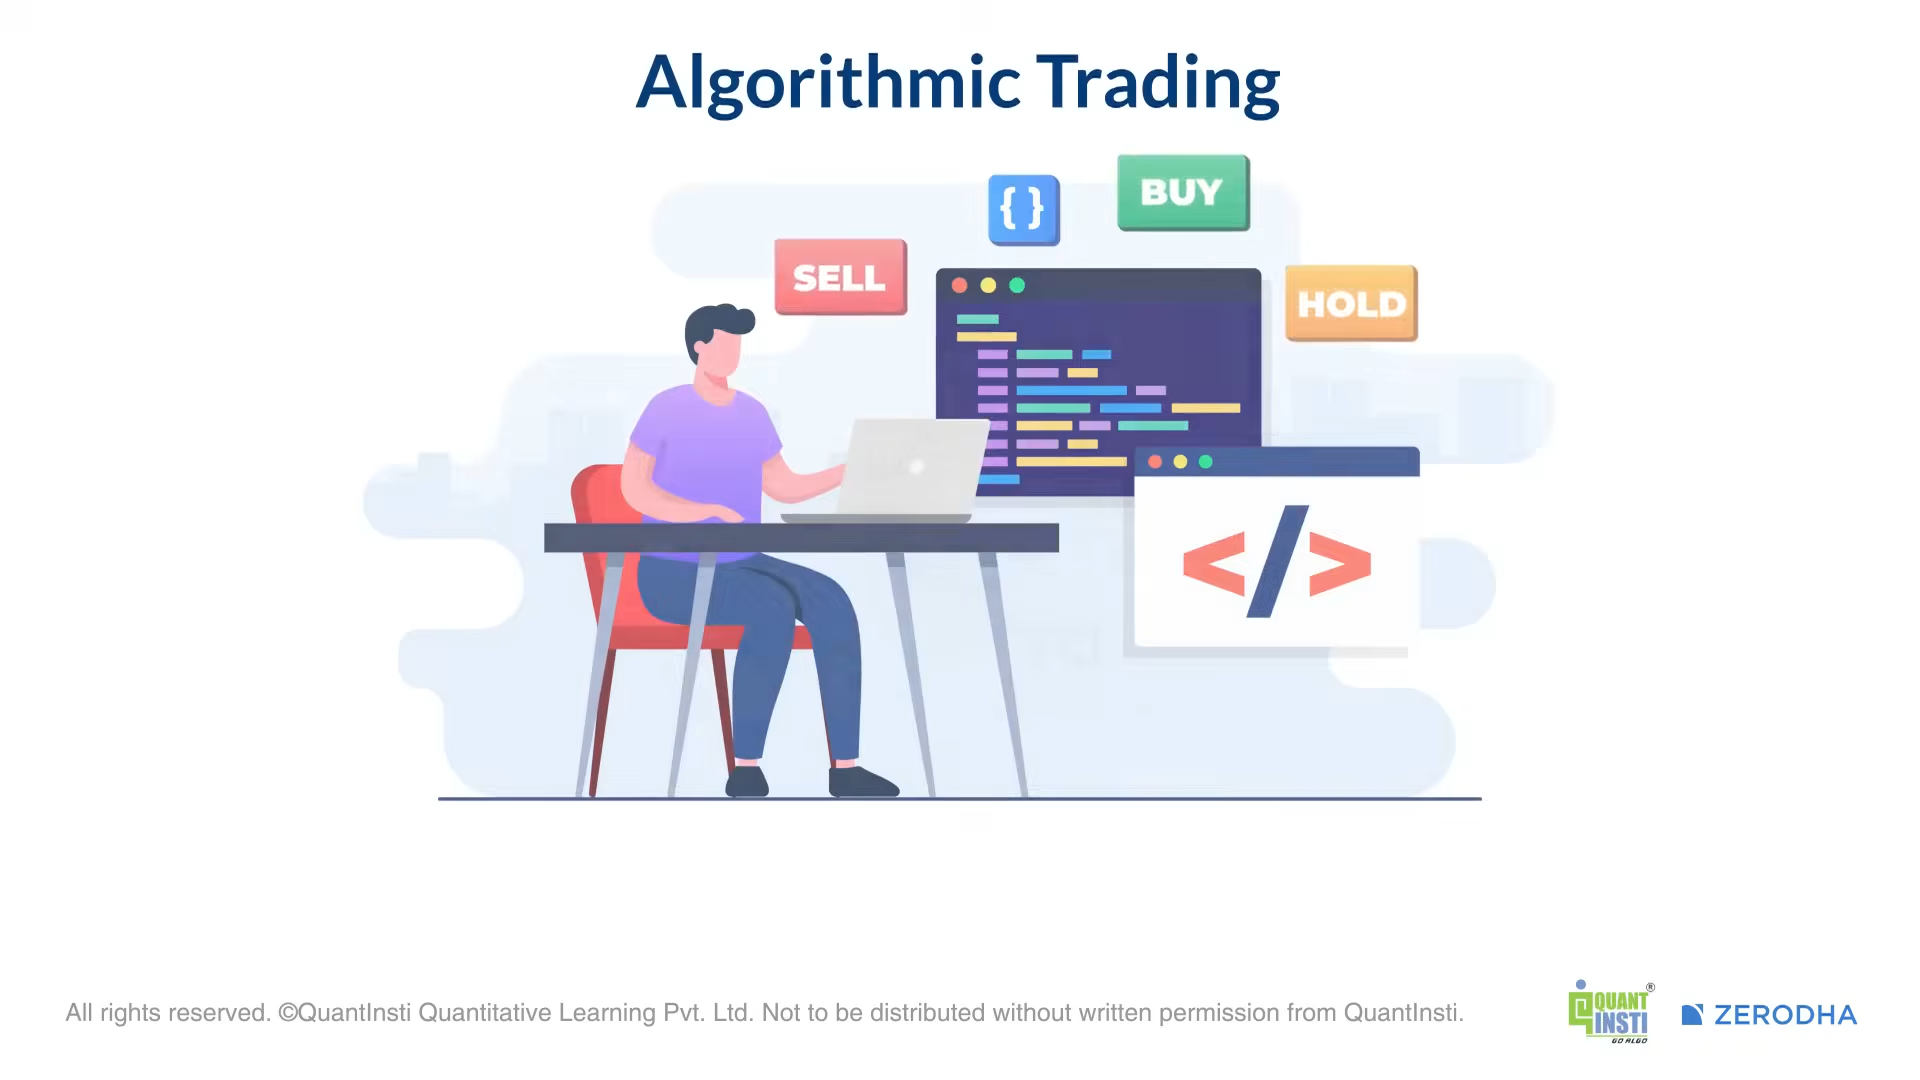 Algorithmic Trading
{ }
BUY
SELL
HOLD
</>
All rights reserved. ©QuantInsti Quantitative Learning Pvt. Ltd. Not to be distributed without written permission from QuantInsti.
QUANT®
INSTI
GO ALGO
ZERODHA